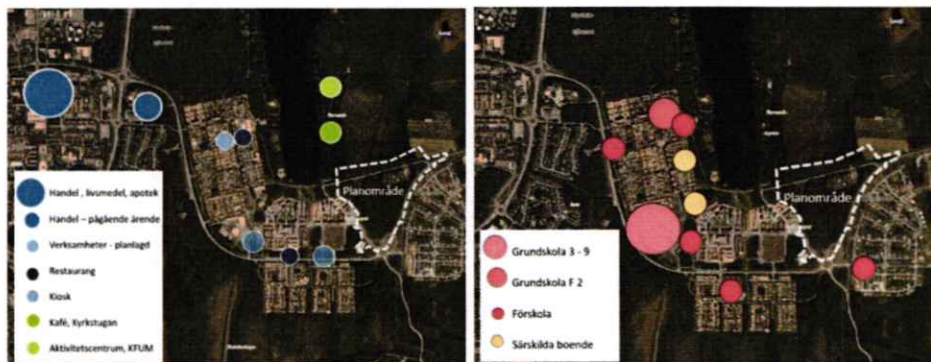 Planområde
Handel , livsmedel, apotek
Handel – pågående ärende
Verksamheter - planlagd
Restaurang
Kiosk
Kafé, Kyrkstugan
Aktivitetscentrum, KFUM
Planområde
Grundskola 3 - 9
Grundskola F 2
Förskola
Särskilda boende